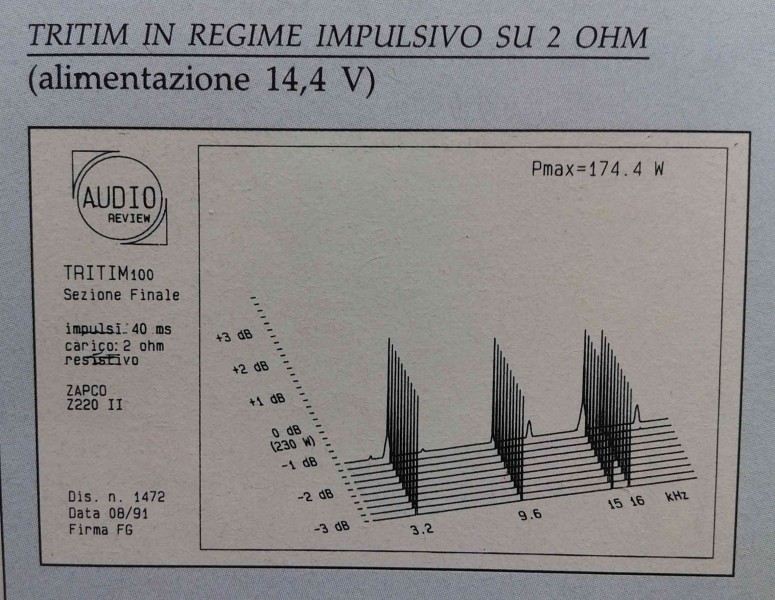 TRITIM IN REGIME IMPULSIVO SU 2 OHM
(alimentazione 14,4 V)
AUDIO
REVIEW
Pmax=174.4 W
TRITIM100
Sezione Finale
impulsi: 40 ms
carico: 2 ohm
resistivo
ZAPCO
Z220 II
Dis. n. 1472
Data 08/91
Firma FG
+3 dB
+2 dB
+1 dB
0 dB
(230 W)
-1 dB
-2 dB
-3 dB
3.2
9.6
15 16 kHz